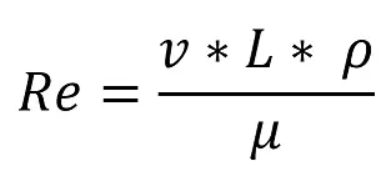 Re = v * L * ρ / μ